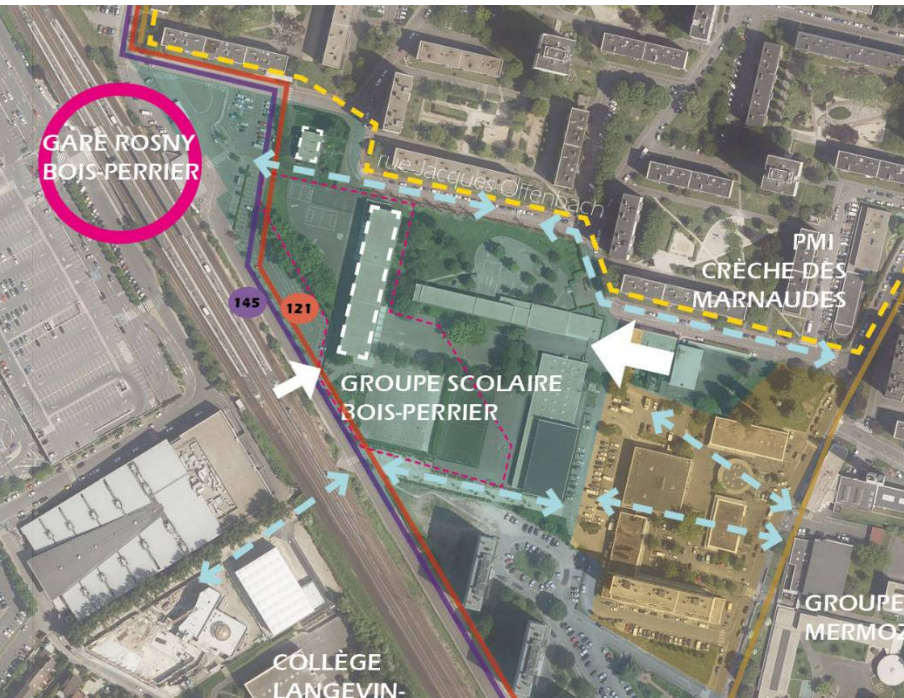 GARE ROSNY
BOIS-PERRIER
rue Jacques Offenbach
PMI -
CRÈCHE DES
MARNAUDES
145
121
GROUPE SCOLAIRE
BOIS-PERRIER
GROUPE
MERMOZ
COLLÈGE
LANGEVIN-